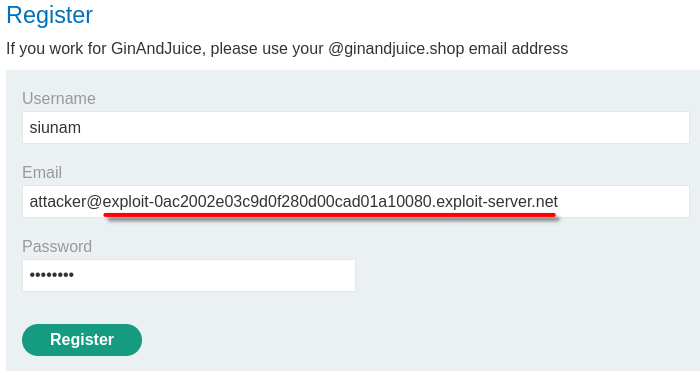 Register
If you work for GinAndJuice, please use your @ginandjuice.shop email address
Username
siunam
Email
attacker@exploit-0ac2002e03c9d0f280d00cad01a10080.exploit-server.net
Password
••••••••
Register